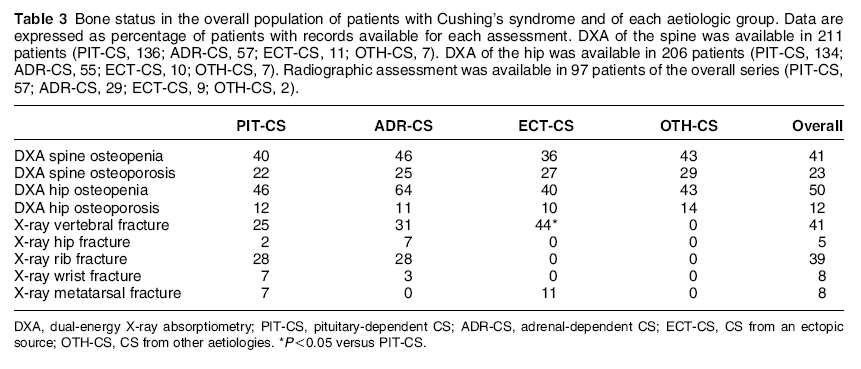 Table 3 Bone status in the overall population of patients with Cushing's syndrome and of each aetiologic group. Data are
expressed as percentage of patients with records available for each assessment. DXA of the spine was available in 211
patients (PIT-CS, 136; ADR-CS, 57; ECT-CS, 11; OTH-CS, 7). DXA of the hip was available in 206 patients (PIT-CS, 134;
ADR-CS, 55; ECT-CS, 10; OTH-CS, 7). Radiographic assessment was available in 97 patients of the overall series (PIT-CS,
57; ADR-CS, 29; ECT-CS, 9; OTH-CS, 2).
PIT-CS ADR-CS ECT-CS OTH-CS Overall
DXA spine osteopenia 40 46 36 43 41
DXA spine osteoporosis 22 25 27 29 23
DXA hip osteopenia 46 64 40 43 50
DXA hip osteoporosis 12 11 10 14 12
X-ray vertebral fracture 25 31 44* 0 41
X-ray hip fracture 2 7 0 0 5
X-ray rib fracture 28 28 0 0 39
X-ray wrist fracture 7 3 0 0 8
X-ray metatarsal fracture 7 0 11 0 8
DXA, dual-energy X-ray absorptiometry; PIT-CS, pituitary-dependent CS; ADR-CS, adrenal-dependent CS; ECT-CS, CS from an ectopic
source; OTH-CS, CS from other aetiologies. *P<0.05 versus PIT-CS.